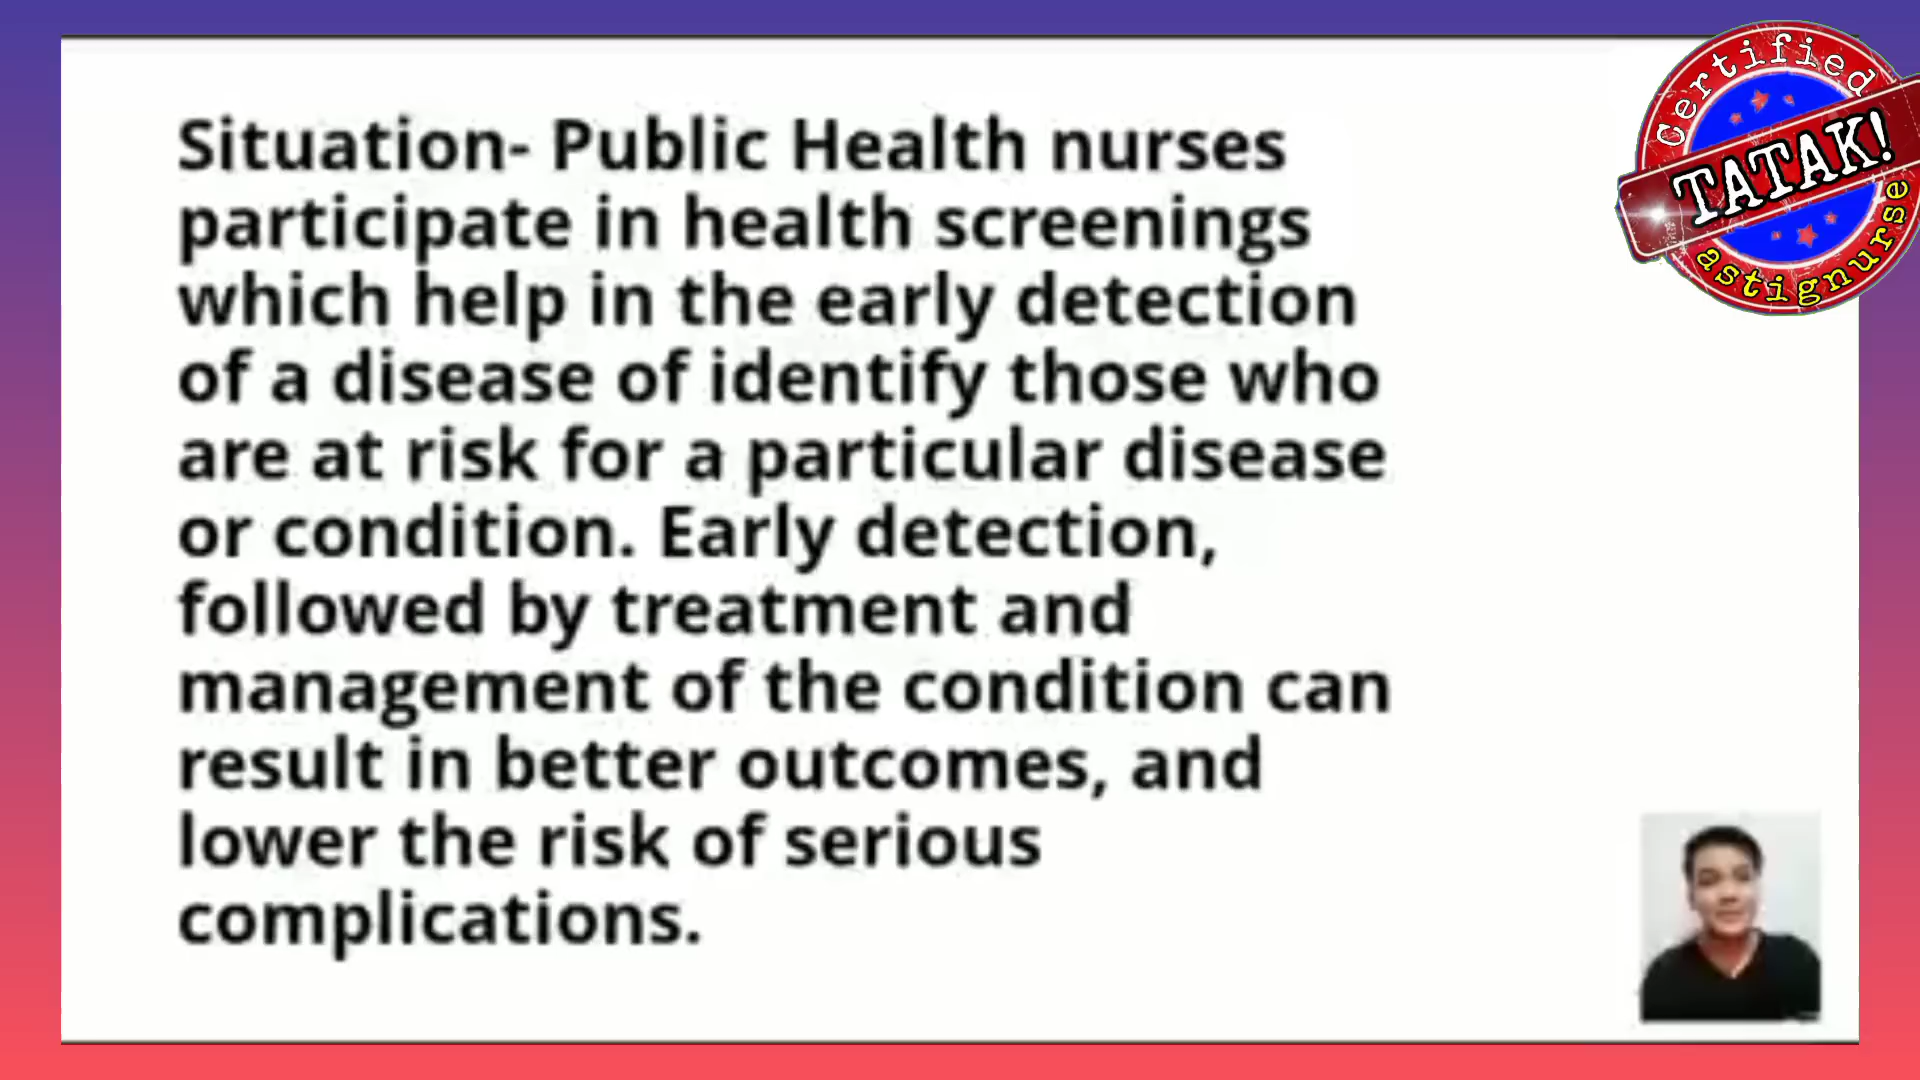 Situation- Public Health nurses
participate in health screenings
which help in the early detection
of a disease of identify those who
are at risk for a particular disease
or condition. Early detection,
followed by treatment and
management of the condition can
result in better outcomes, and
lower the risk of serious
complications.
Certified
TATAK!
astignurse